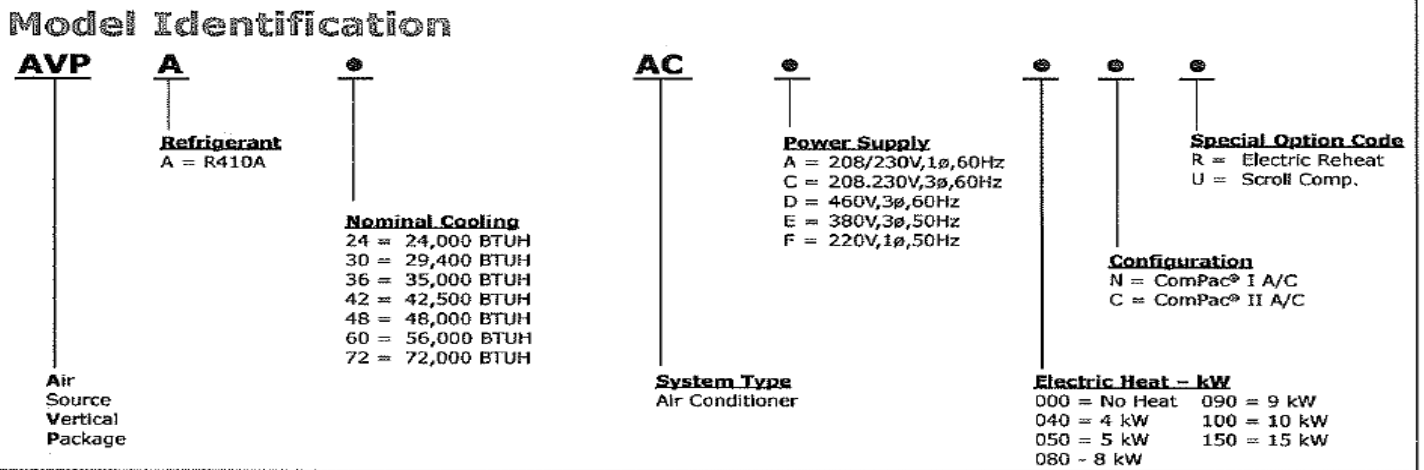 Model Identification
AVP A ● AC ● ● ● ●
Refrigerant
A = R410A
Nominal Cooling
24 = 24,000 BTUH
30 = 29,400 BTUH
36 = 35,000 BTUH
42 = 42,500 BTUH
48 = 48,000 BTUH
60 = 56,000 BTUH
72 = 72,000 BTUH
Air
Source
Vertical
Package
System Type
Air Conditioner
Power Supply
A = 208/230V,1ø,60Hz
C = 208.230V,3ø,60Hz
D = 460V,3ø,60Hz
E = 380V,3ø,50Hz
F = 220V,1ø,50Hz
Special Option Code
R = Electric Reheat
U = Scroll Comp.
Configuration
N = ComPac® I A/C
C = ComPac® II A/C
Electric Heat – kW
000 = No Heat 090 = 9 kW
040 = 4 kW 100 = 10 kW
050 = 5 kW 150 = 15 kW
080 - 8 kW